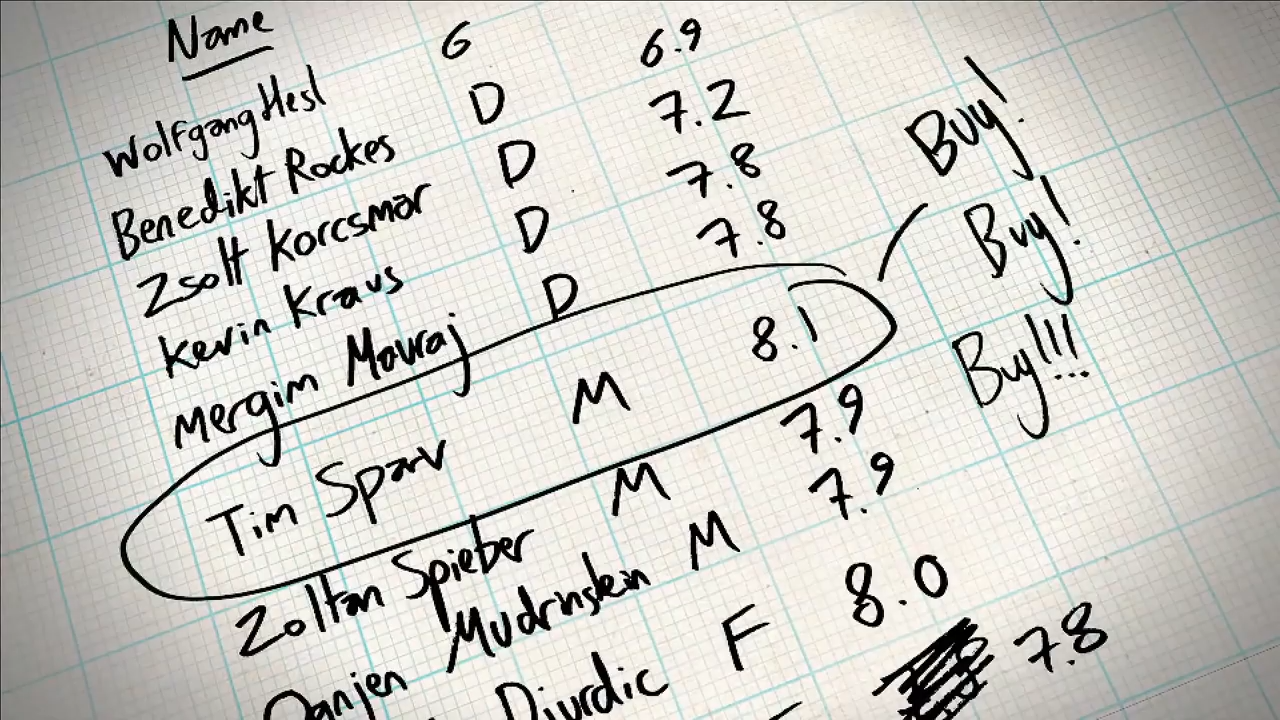 Name
Wolfgang Hesl G 6.9
Benedikt Rockes D 7.2
Zsolt Korcsmar D 7.8
Kevin Kraus D 7.8
Mergim Mavraj D
Tim Sparv M 8.1
Buy!
Buy!
Buy!!!
Zoltan Spieber M 7.9
Danjen M 7.9
Djurdic F 8.0
F 7.8